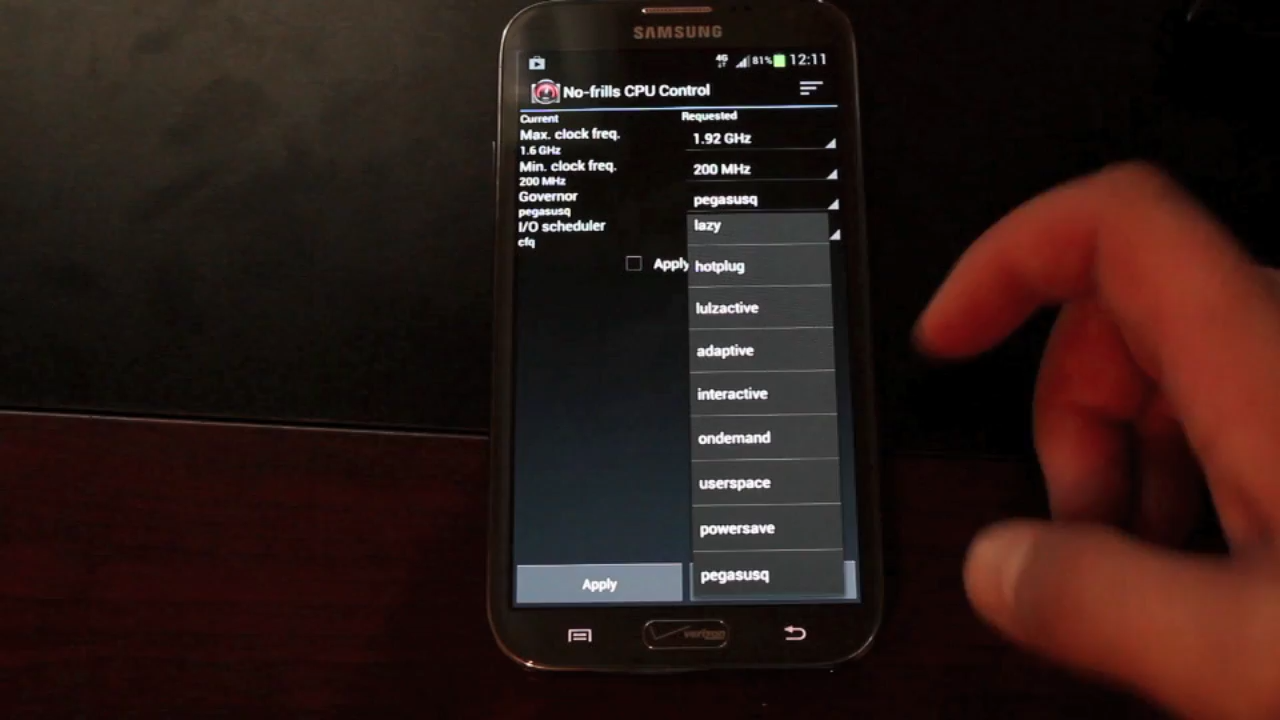 SAMSUNG
4G 81% 12:11
No-frills CPU Control
Current Requested
Max. clock freq. 1.92 GHz
1.6 GHz
Min. clock freq. 200 MHz
200 MHz
Governor pegasusq
pegasusq
I/O scheduler lazy
cfq
Apply hotplug
lulzactive
adaptive
interactive
ondemand
userspace
powersave
pegasusq
Apply
verizon